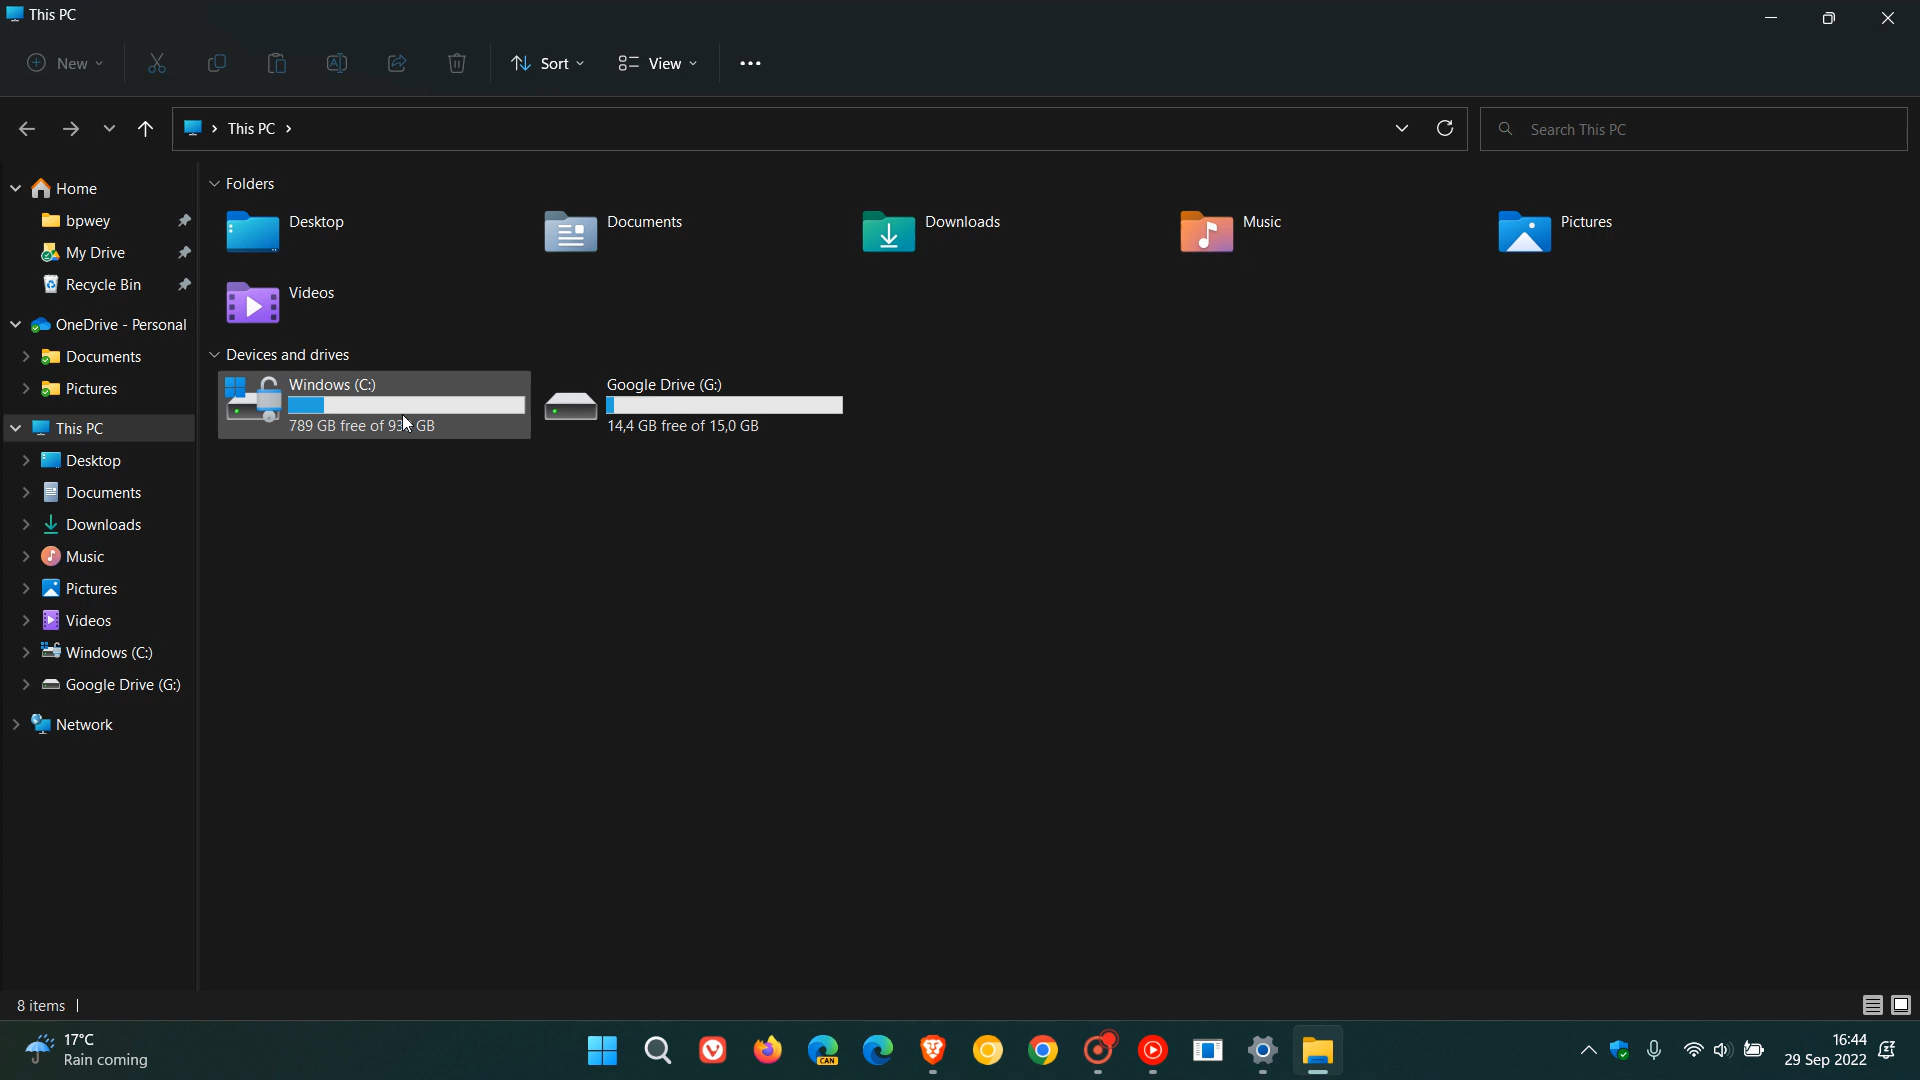 This PC
New
Sort
View
This PC
Search This PC
Home
bpwey
My Drive
Recycle Bin
OneDrive - Personal
Documents
Pictures
This PC
Desktop
Documents
Downloads
Music
Pictures
Videos
Windows (C:)
Google Drive (G:)
Network
Folders
Desktop
Documents
Downloads
Music
Pictures
Videos
Devices and drives
Windows (C:)
789 GB free of GB
Google Drive (G:)
14,4 GB free of 15,0 GB
8 items
17°C
Rain coming
CAN
16:44
29 Sep 2022